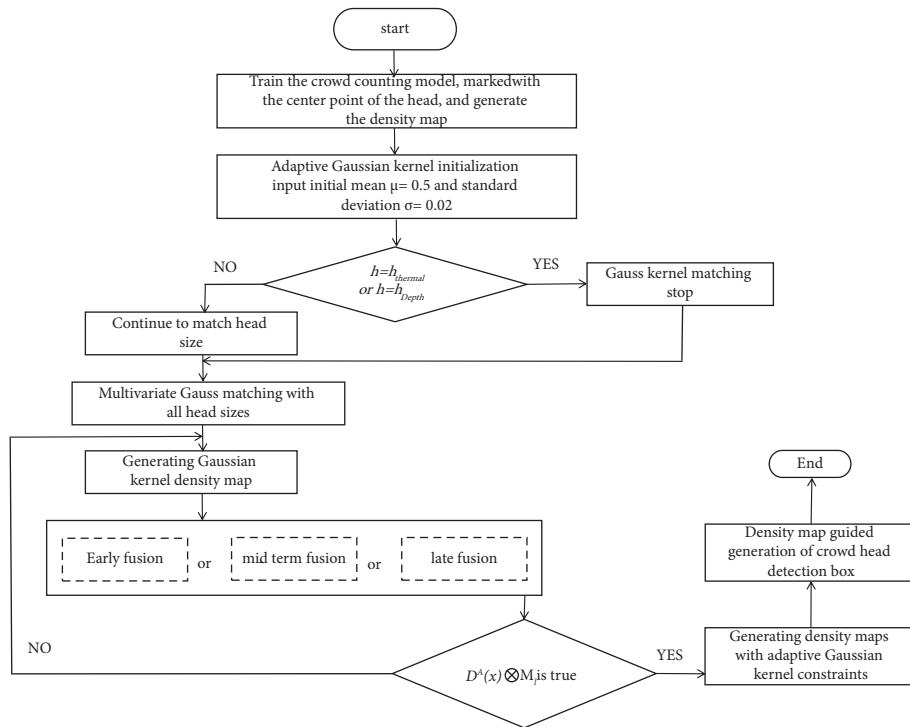 start
Train the crowd counting model, markedwith
the center point of the head, and generate
the density map
Adaptive Gaussian kernel initialization
input initial mean μ= 0.5 and standard
deviation σ= 0.02
NO
h=h_thermal
or h=h_Depth
YES
Gauss kernel matching
stop
Continue to match head
size
Multivariate Gauss matching with
all head sizes
Generating Gaussian
kernel density map
Early fusion
or
mid term fusion
or
late fusion
NO
D^A(x)⊗M_i is true
YES
Generating density maps
with adaptive Gaussian
kernel constraints
Density map guided
generation of crowd head
detection box
End